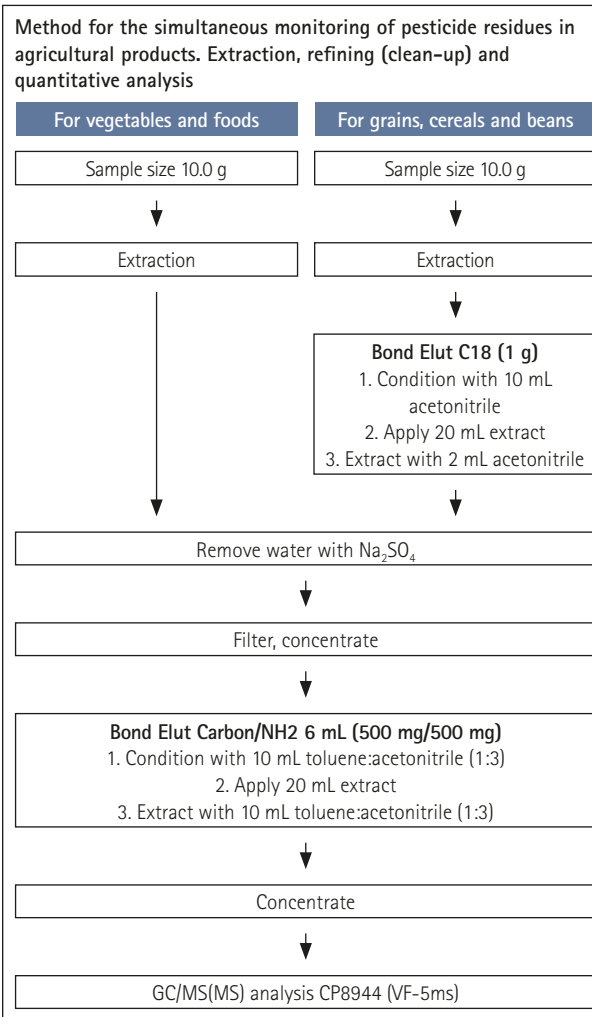 Method for the simultaneous monitoring of pesticide residues in
agricultural products. Extraction, refining (clean-up) and
quantitative analysis
For vegetables and foods
For grains, cereals and beans
Sample size 10.0 g
Sample size 10.0 g
Extraction
Extraction
Bond Elut C18 (1 g)
1. Condition with 10 mL
acetonitrile
2. Apply 20 mL extract
3. Extract with 2 mL acetonitrile
Remove water with Na₂SO₄
Filter, concentrate
Bond Elut Carbon/NH2 6 mL (500 mg/500 mg)
1. Condition with 10 mL toluene:acetonitrile (1:3)
2. Apply 20 mL extract
3. Extract with 10 mL toluene:acetonitrile (1:3)
Concentrate
GC/MS(MS) analysis CP8944 (VF-5ms)